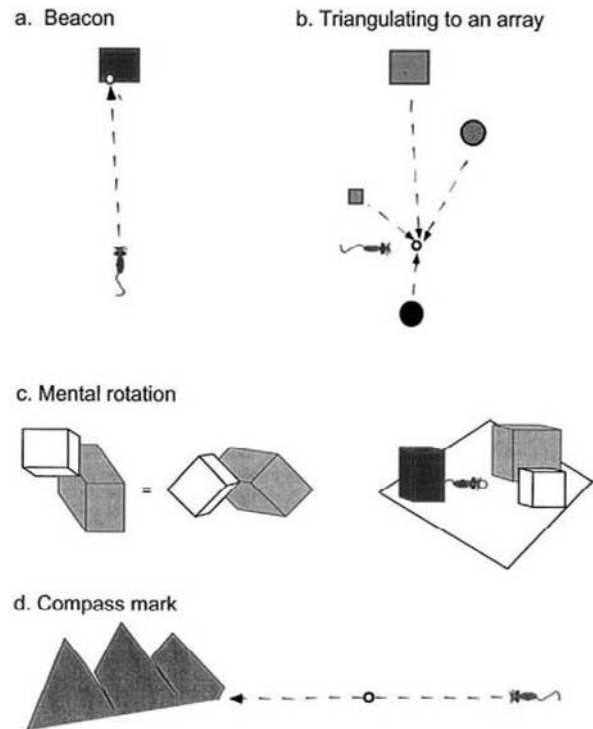 a. Beacon
b. Triangulating to an array
c. Mental rotation
=
d. Compass mark